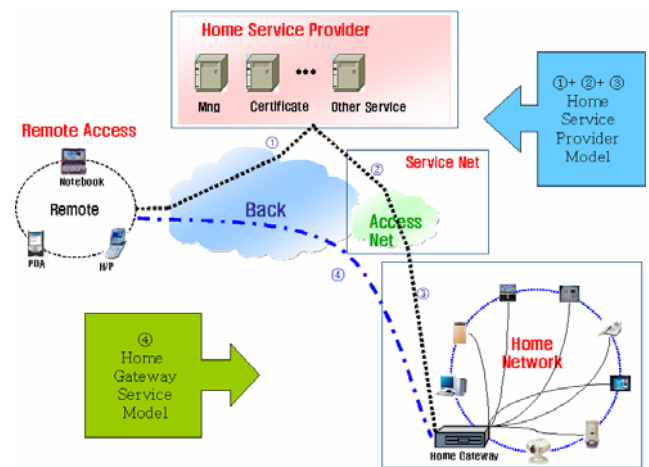 Home Service Provider
Mng
Certificate
Other Service
①+ ②+ ③
Home
Service
Provider
Model
Remote Access
Notebook
Remote
PDA
H/P
①
Back
②
Service Net
Access
Net
④
③
④
Home
Gateway
Service
Model
Home
Network
Home Gateway